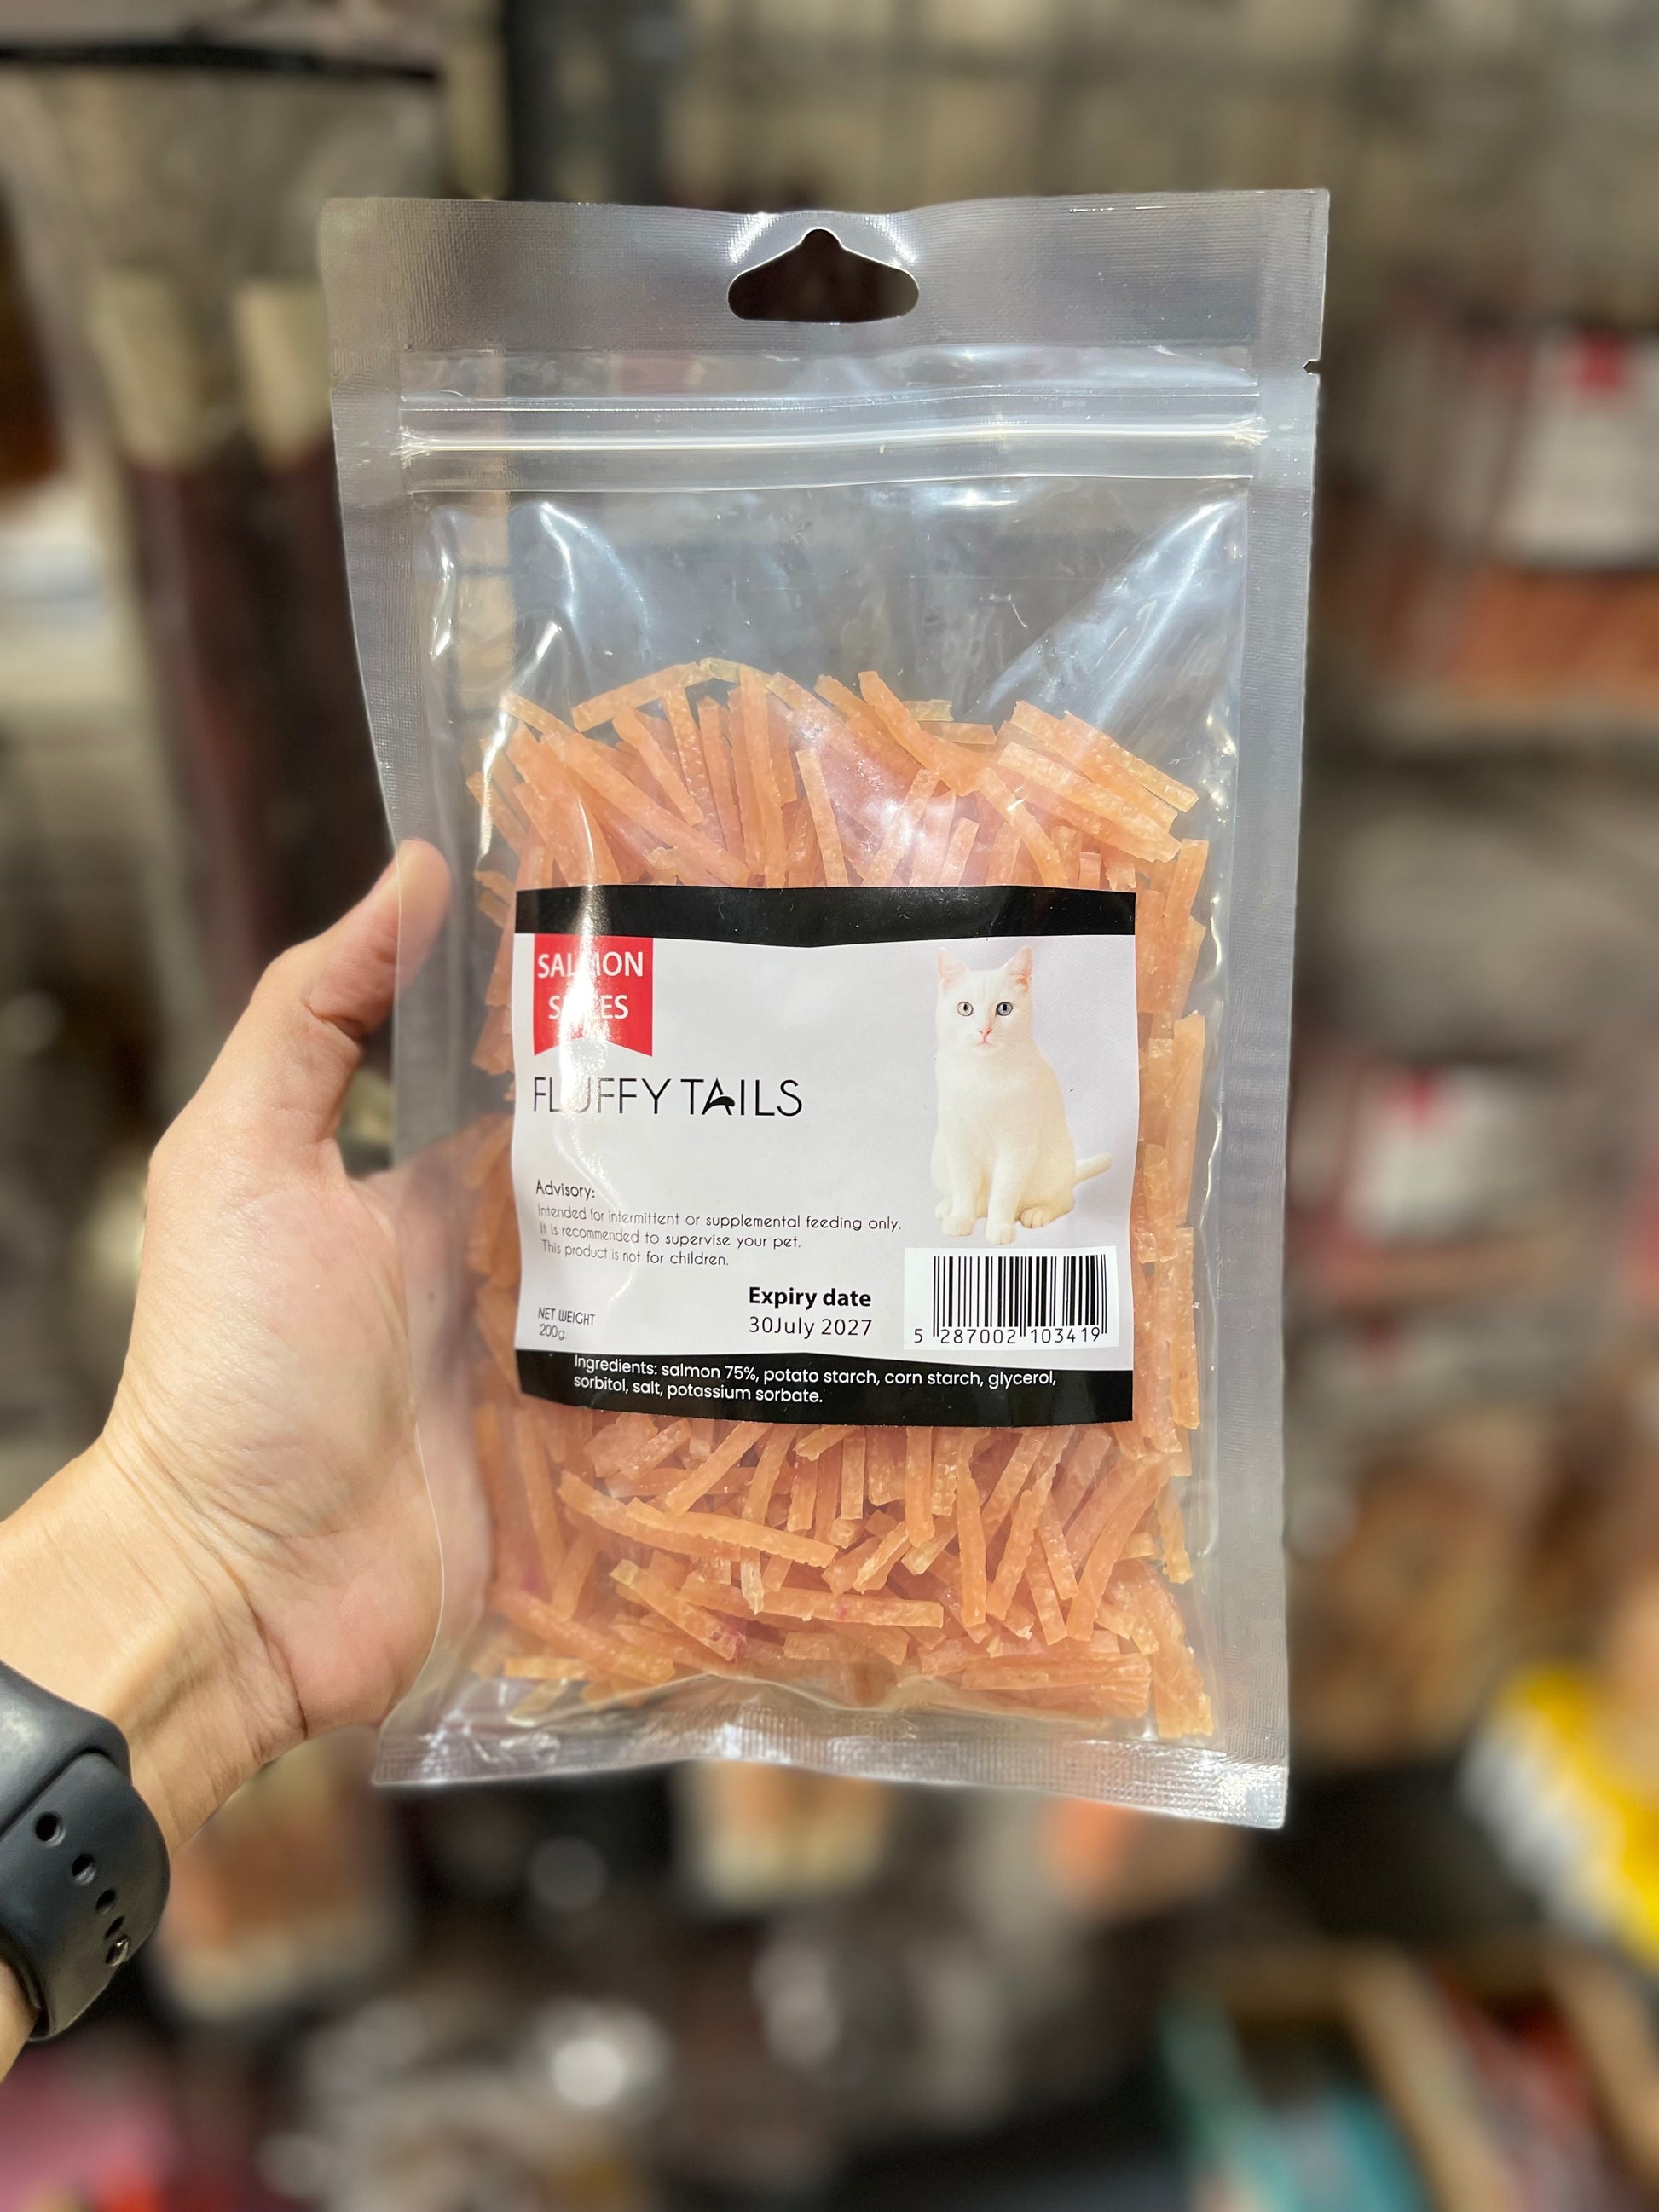 SALMON
SLICES
FLUFFY TAILS
Advisory:
Intended for intermittent or supplemental feeding only.
It is recommended to supervise your pet.
This product is not for children.
NET WEIGHT
200g
Expiry date
30July 2027
5 287002 103419
Ingredients: salmon 75%, potato starch, corn starch, glycerol,
sorbitol, salt, potassium sorbate.